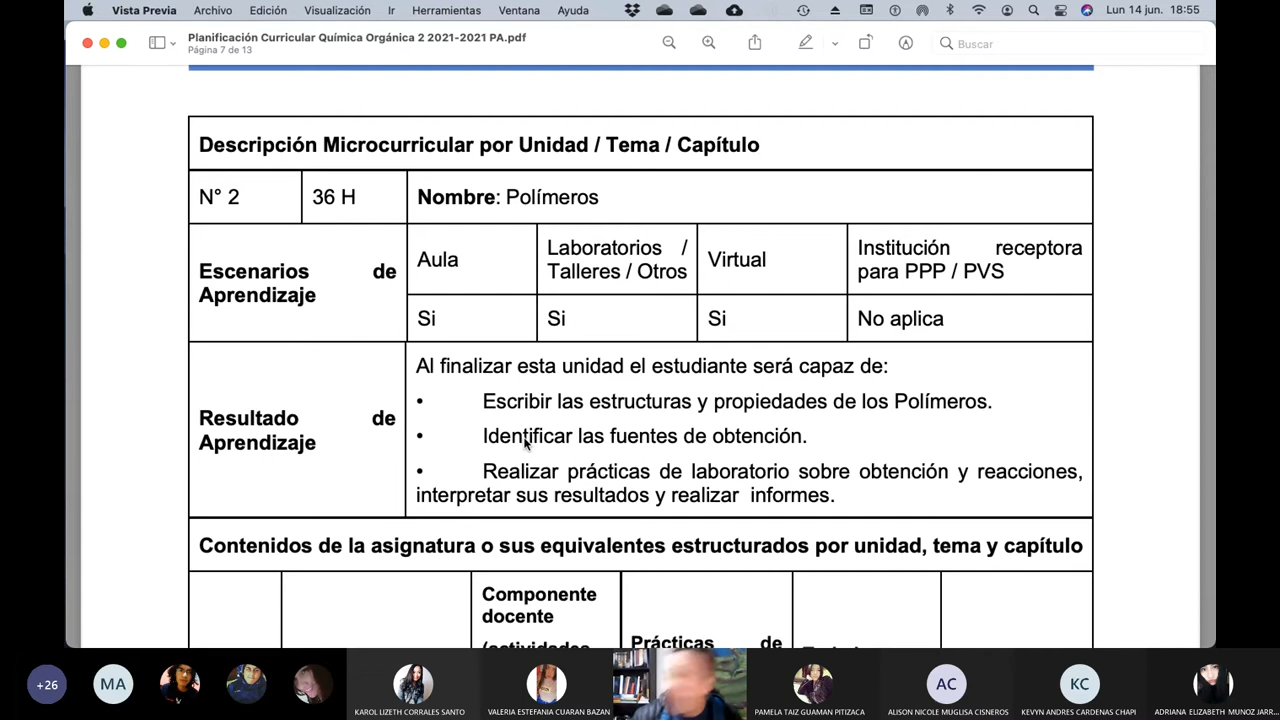 Vista Previa Archivo Edición Visualización Ir Herramientas Ventana Ayuda Lun 14 jun. 18:55
Planificación Curricular Química Orgánica 2 2021-2021 PA.pdf
Página 7 de 13
Buscar
Descripción Microcurricular por Unidad / Tema / Capítulo
N° 2 36 H Nombre: Polímeros
Escenarios de
Aprendizaje
Aula
Laboratorios /
Talleres / Otros
Virtual
Institución receptora
para PPP / PVS
Si Si Si No aplica
Resultado de
Aprendizaje
Al finalizar esta unidad el estudiante será capaz de:
• Escribir las estructuras y propiedades de los Polímeros.
• Identificar las fuentes de obtención.
• Realizar prácticas de laboratorio sobre obtención y reacciones,
interpretar sus resultados y realizar informes.
Contenidos de la asignatura o sus equivalentes estructurados por unidad, tema y capítulo
Componente
docente
(actividades
Prácticas de
+26 MA AC KC
KAROL LIZETH CORRALES SANTO VALERIA ESTEFANIA CUARAN BAZAN PAMELA TAIZ GUAMAN PITIZACA ALISON NICOLE MUGLISA CISNEROS KEVYN ANDRES CARDENAS CHAPI ADRIANA ELIZABETH MUNOZ JARR...